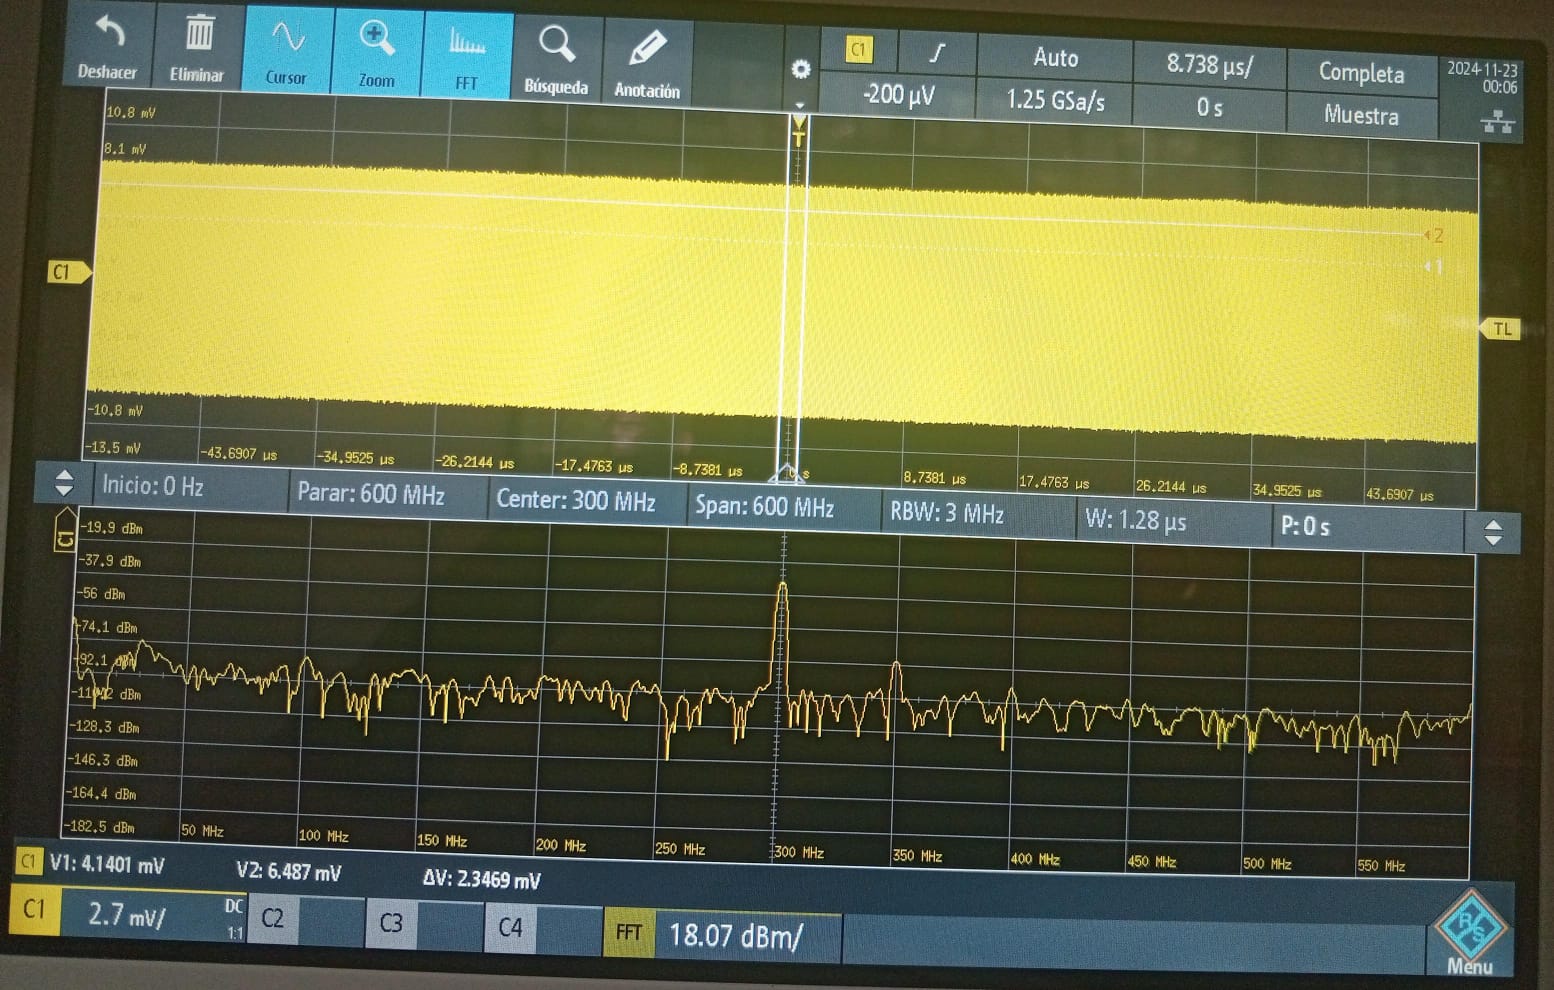 Deshacer
Eliminar
Cursor
Zoom
FFT
Búsqueda
Anotación
C1 Auto 8.738 µs/ Completa
-200 µV 1.25 GSa/s 0 s Muestra
2024-11-23
00:06
T
10.8 mV
8.1 mV
2
1
C1
TL
-10.8 mV
-13.5 mV
-43.6907 µs -34.9525 µs -26.2144 µs -17.4763 µs -8.7381 µs 0 s 8.7381 µs 17.4763 µs 26.2144 µs 34.9525 µs 43.6907 µs
Inicio: 0 Hz Parar: 600 MHz Center: 300 MHz Span: 600 MHz RBW: 3 MHz W: 1.28 µs P: 0 s
C1
-19.9 dBm
-37.9 dBm
-56 dBm
-74.1 dBm
-92.1 dBm
-110.2 dBm
-128.3 dBm
-146.3 dBm
-164.4 dBm
-182.5 dBm
50 MHz 100 MHz 150 MHz 200 MHz 250 MHz 300 MHz 350 MHz 400 MHz 450 MHz 500 MHz 550 MHz
C1 V1: 4.1401 mV V2: 6.487 mV ΔV: 2.3469 mV
C1 2.7 mV/ DC 1:1 C2 C3 C4 FFT 18.07 dBm/
R S
Menu